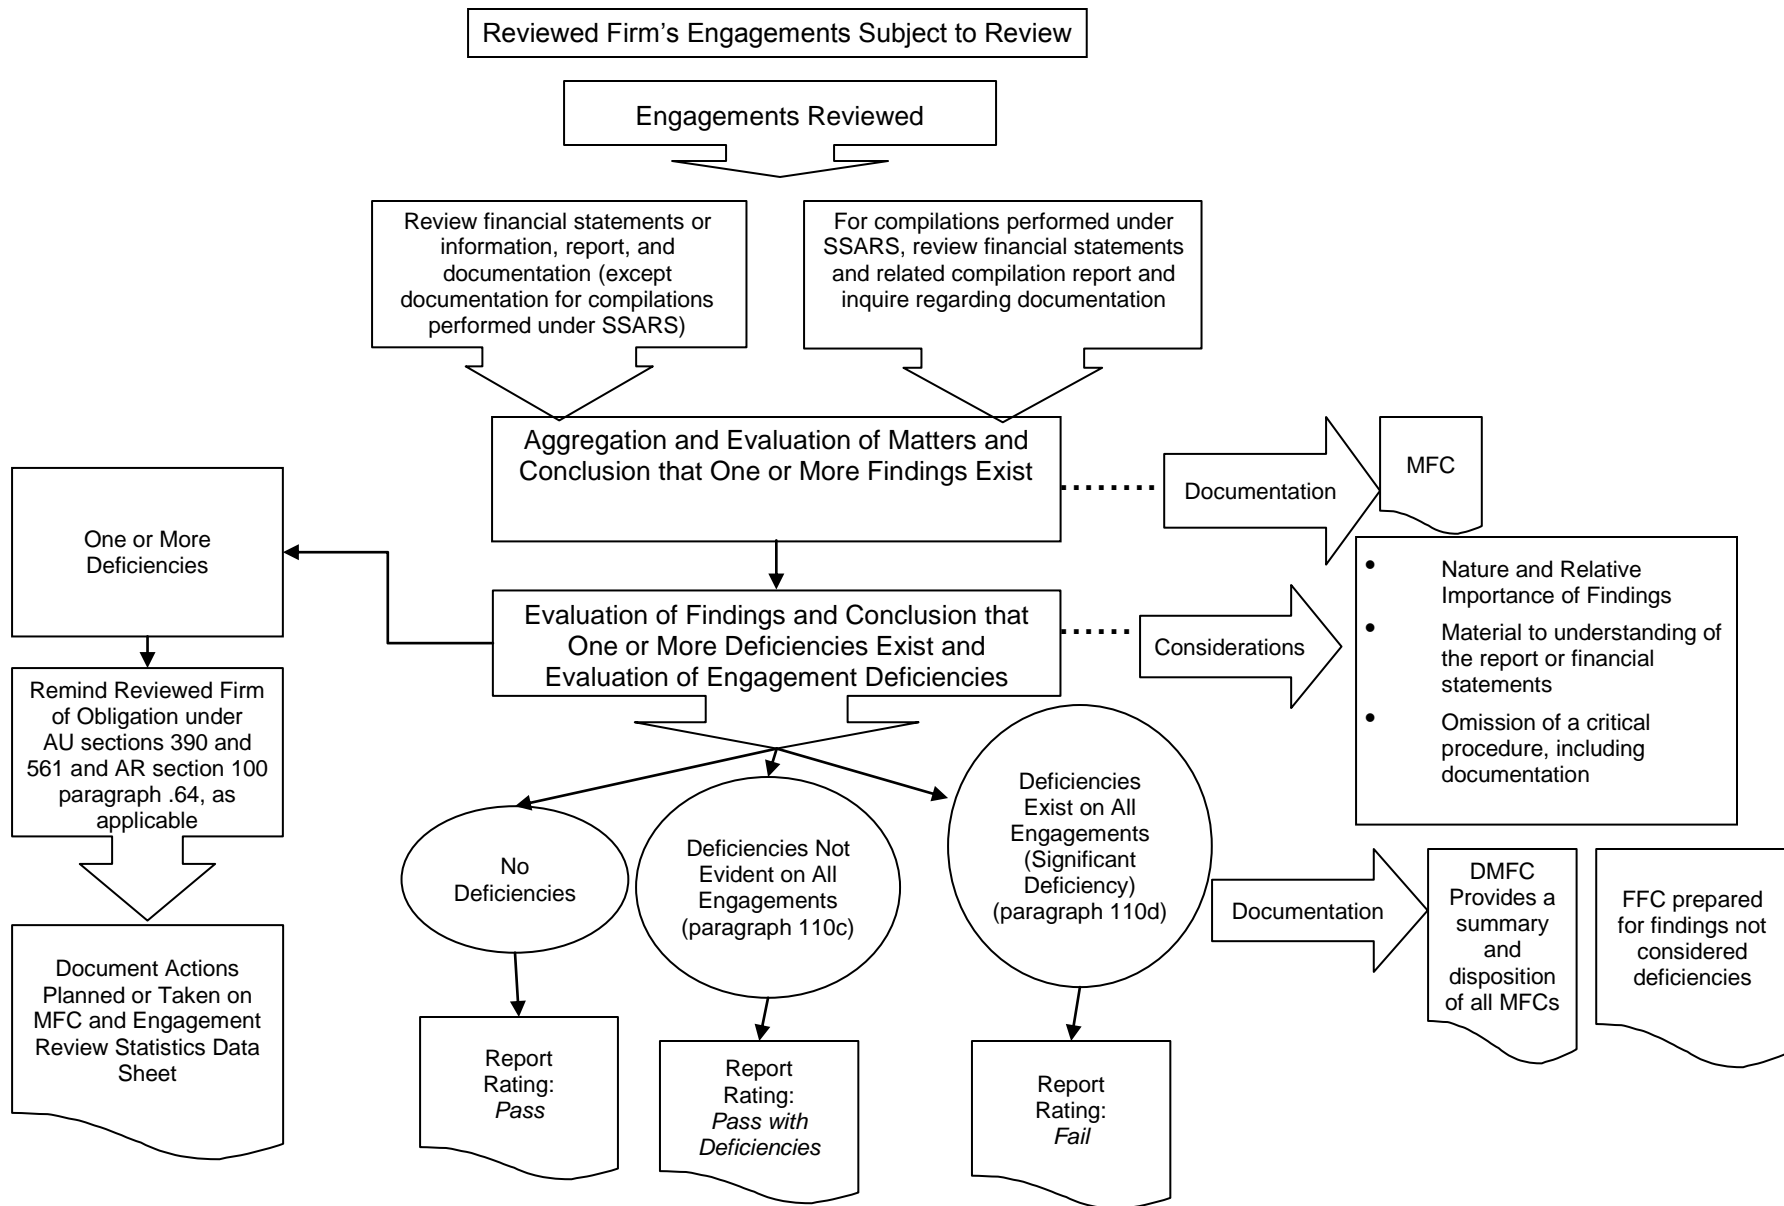 Reviewed Firm’s Engagements Subject to Review
Engagements Reviewed
Review financial statements or
information, report, and
documentation (except
documentation for compilations
performed under SSARS)
For compilations performed under
SSARS, review financial statements
and related compilation report and
inquire regarding documentation
Aggregation and Evaluation of Matters and
Conclusion that One or More Findings Exist
Documentation
MFC
One or More
Deficiencies
Evaluation of Findings and Conclusion that
One or More Deficiencies Exist and
Evaluation of Engagement Deficiencies
Considerations
• Nature and Relative
Importance of Findings
• Material to understanding of
the report or financial
statements
• Omission of a critical
procedure, including
documentation
Remind Reviewed Firm
of Obligation under
AU sections 390 and
561 and AR section 100
paragraph .64, as
applicable
No
Deficiencies
Deficiencies Not
Evident on All
Engagements
(paragraph 110c)
Deficiencies
Exist on All
Engagements
(Significant
Deficiency)
(paragraph 110d)
Documentation
DMFC
Provides a
summary
and
disposition
of all MFCs
FFC prepared
for findings not
considered
deficiencies
Document Actions
Planned or Taken on
MFC and Engagement
Review Statistics Data
Sheet
Report
Rating:
Pass
Report
Rating:
Pass with
Deficiencies
Report
Rating:
Fail